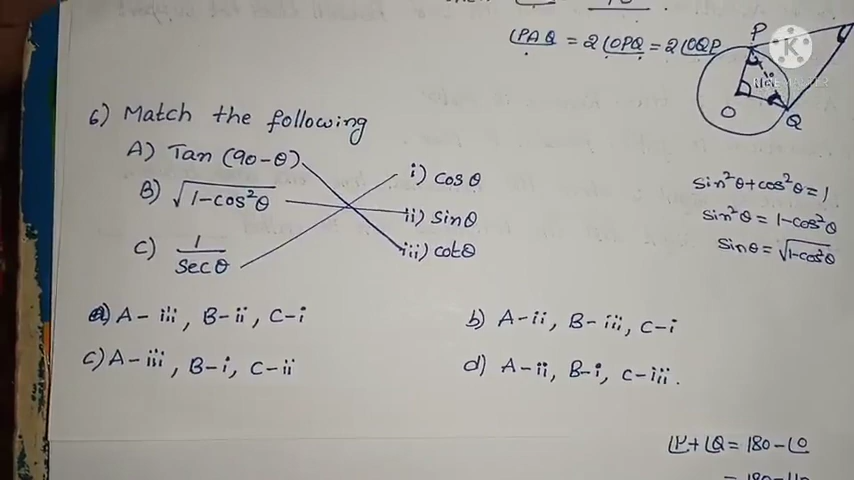 ∠PAQ = 2∠OPQ = 2∠OQP
P
O
Q
6) Match the following
A) Tan (90-θ)
B) √1-cos²θ
C) 1/secθ
i) cosθ
ii) sinθ
iii) cotθ
sin²θ+cos²θ=1
sin²θ = 1-cos²θ
sinθ = √1-cos²θ
a) A-iii, B-ii, C-i
b) A-ii, B-iii, C-i
c) A-iii, B-i, C-ii
d) A-ii, B-i, C-iii.
∠P+∠Q = 180-∠O